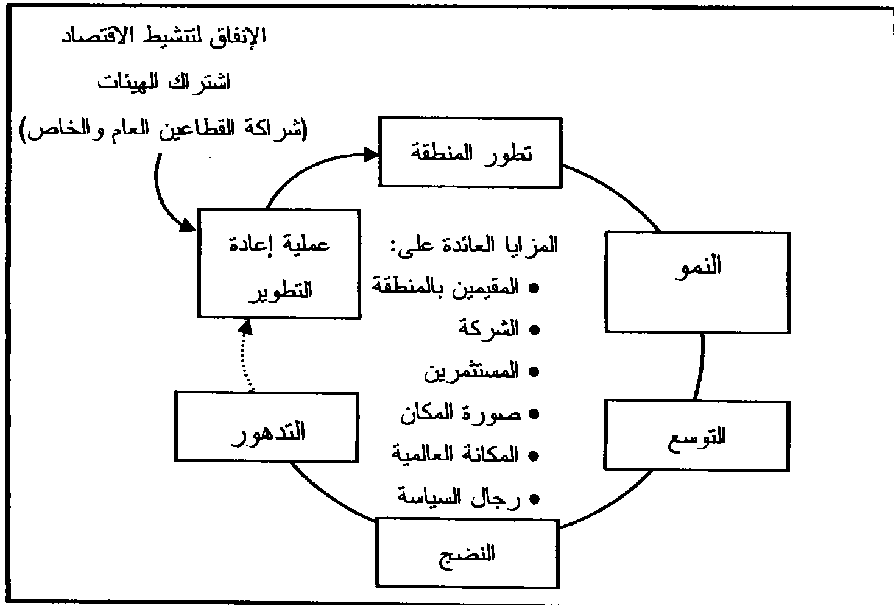 الإنفاق لتنشيط الاقتصاد
اشتراك الهيئات
(شراكة القطاعين العام والخاص)
تطور المنطقة
عملية إعادة
التطوير
النمو
المزايا العائدة على:
• المقيمين بالمنطقة
• الشركة
• المستثمرين
• صورة المكان
• المكانة العالمية
• رجال السياسة
التدهور
التوسع
النضج